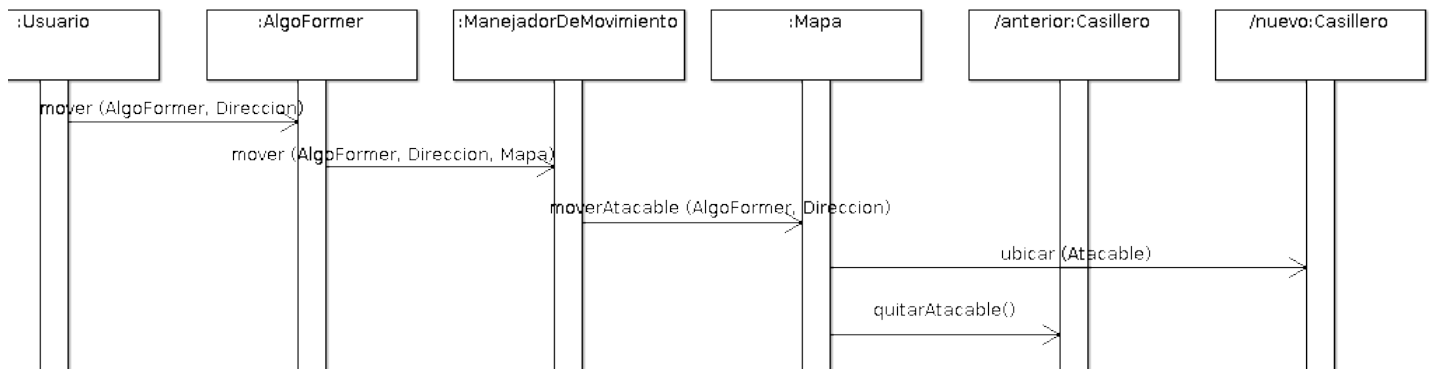 :Usuario
:AlgoFormer
:ManejadorDeMovimiento
:Mapa
/anterior:Casillero
/nuevo:Casillero
mover (AlgoFormer, Direccion)
mover (AlgoFormer, Direccion, Mapa)
moverAtacable (AlgoFormer, Direccion)
ubicar (Atacable)
quitarAtacable()